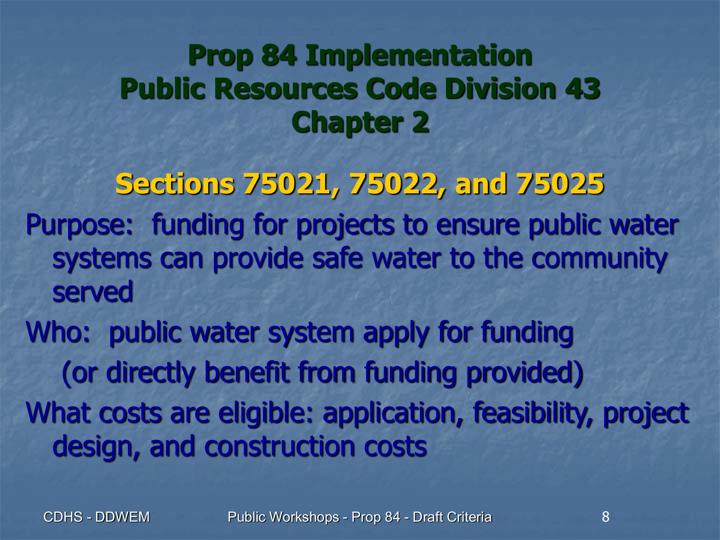 Prop 84 Implementation
Public Resources Code Division 43
Chapter 2
Sections 75021, 75022, and 75025
Purpose:  funding for projects to ensure public water
systems can provide safe water to the community
served
Who:  public water system apply for funding
(or directly benefit from funding provided)
What costs are eligible: application, feasibility, project
design, and construction costs
CDHS - DDWEM Public Workshops - Prop 84 - Draft Criteria 8